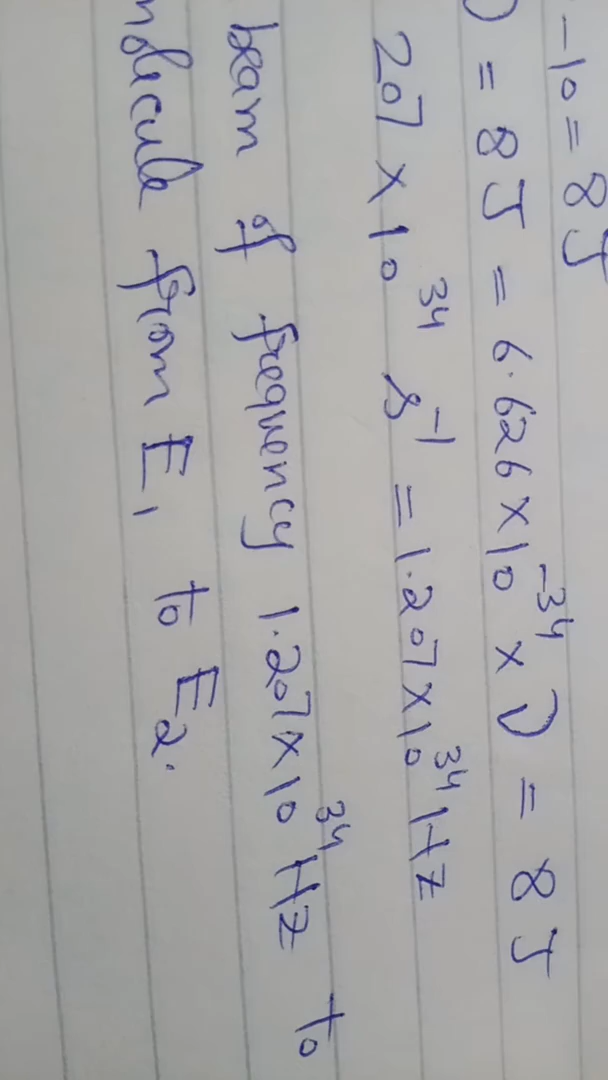 -10 = 8 J
) = 8 J = 6.626 × 10⁻³⁴ × ν = 8 J
207 × 10³⁴ s⁻¹ = 1.207 × 10³⁴ Hz
beam of frequency 1.207 × 10³⁴ Hz to
molecule from E₁ to E₂.